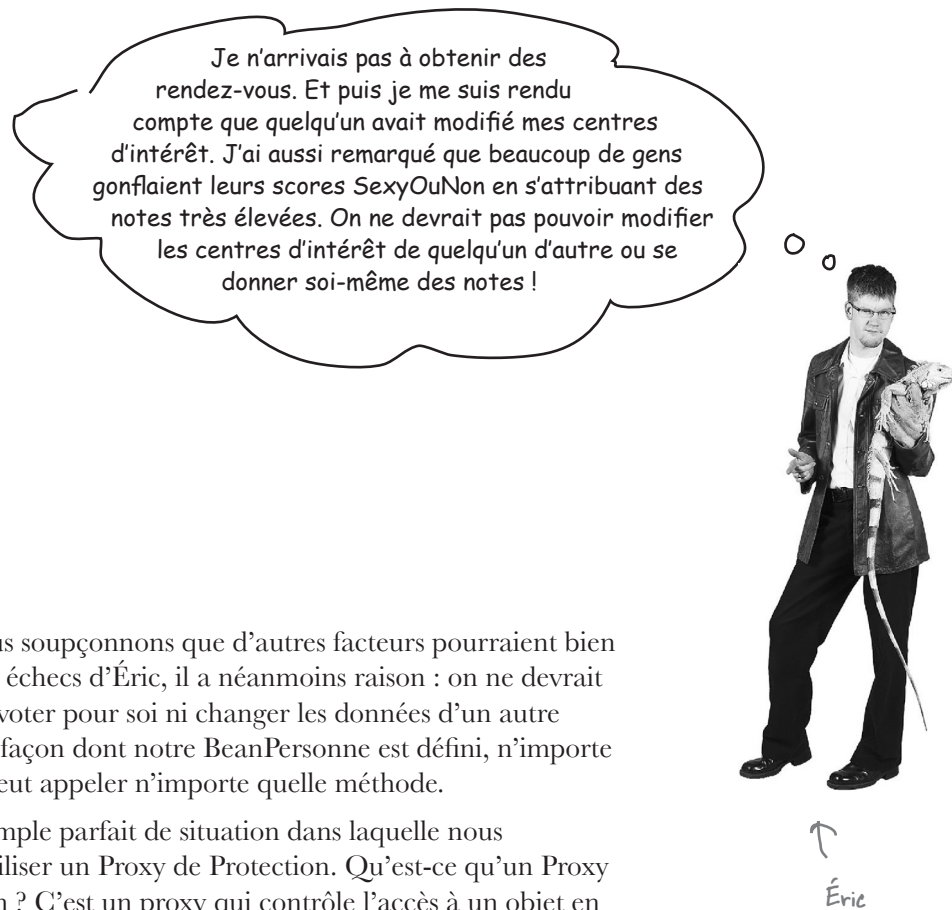 Je n'arrivais pas à obtenir des
rendez-vous. Et puis je me suis rendu
compte que quelqu'un avait modifié mes centres
d'intérêt. J'ai aussi remarqué que beaucoup de gens
gonflaient leurs scores SexyOuNon en s'attribuant des
notes très élevées. On ne devrait pas pouvoir modifier
les centres d'intérêt de quelqu'un d'autre ou se
donner soi-même des notes !
us soupçonnons que d'autres facteurs pourraient bien
échecs d'Éric, il a néanmoins raison : on ne devrait
voter pour soi ni changer les données d'un autre
façon dont notre BeanPersonne est défini, n'importe
eut appeler n'importe quelle méthode.
mple parfait de situation dans laquelle nous
iliser un Proxy de Protection. Qu'est-ce qu'un Proxy
n ? C'est un proxy qui contrôle l'accès à un objet en
Éric